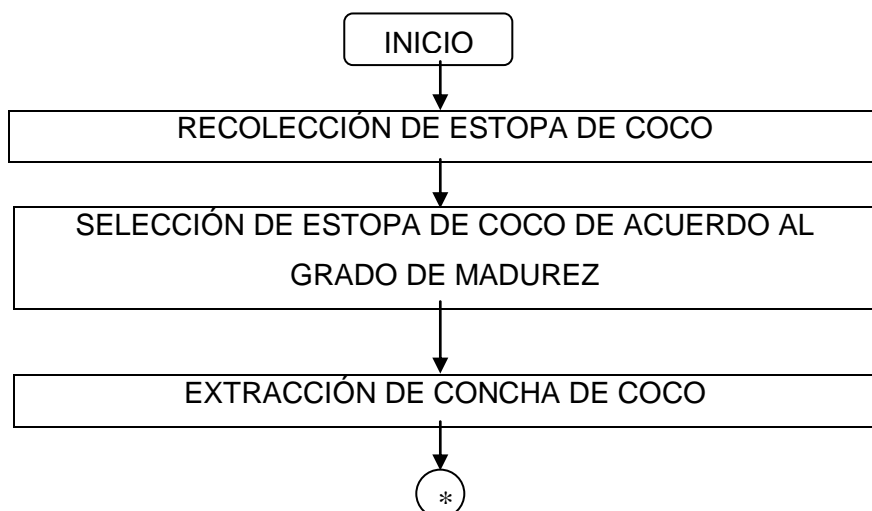 INICIO
RECOLECCIÓN DE ESTOPA DE COCO
SELECCIÓN DE ESTOPA DE COCO DE ACUERDO AL
GRADO DE MADUREZ
EXTRACCIÓN DE CONCHA DE COCO
*